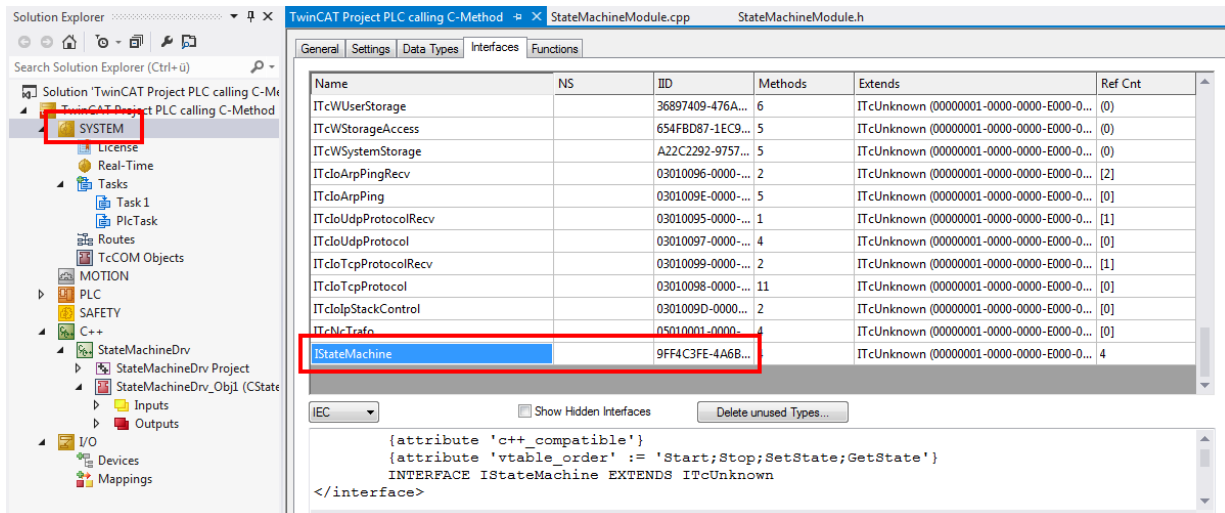 Solution Explorer
TwinCAT Project PLC calling C-Method
StateMachineModule.cpp
StateMachineModule.h
Search Solution Explorer (Ctrl+ü)
Solution 'TwinCAT Project PLC calling C-Me
TwinCAT Project PLC calling C-Method
SYSTEM
License
Real-Time
Tasks
Task 1
PlcTask
Routes
TcCOM Objects
MOTION
PLC
SAFETY
C++
StateMachineDrv
StateMachineDrv Project
StateMachineDrv_Obj1 (CState
Inputs
Outputs
I/O
Devices
Mappings
General Settings Data Types Interfaces Functions
Name NS IID Methods Extends Ref Cnt
ITcWUserStorage 36897409-476A... 6 ITcUnknown (00000001-0000-0000-E000-0... (0)
ITcWStorageAccess 654FBD87-1EC9... 5 ITcUnknown (00000001-0000-0000-E000-0... (0)
ITcWSystemStorage A22C2292-9757... 5 ITcUnknown (00000001-0000-0000-E000-0... (0)
ITcIoArpPingRecv 03010096-0000-... 2 ITcUnknown (00000001-0000-0000-E000-0... [2]
ITcIoArpPing 0301009E-0000-... 5 ITcUnknown (00000001-0000-0000-E000-0... [0]
ITcIoUdpProtocolRecv 03010095-0000-... 1 ITcUnknown (00000001-0000-0000-E000-0... [1]
ITcIoUdpProtocol 03010097-0000-... 4 ITcUnknown (00000001-0000-0000-E000-0... [0]
ITcIoTcpProtocolRecv 03010099-0000-... 2 ITcUnknown (00000001-0000-0000-E000-0... [1]
ITcIoTcpProtocol 03010098-0000-... 11 ITcUnknown (00000001-0000-0000-E000-0... [0]
ITcIoIpStackControl 0301009D-0000... 2 ITcUnknown (00000001-0000-0000-E000-0... [0]
ITcNcTrafo 05010001-0000-... 4 ITcUnknown (00000001-0000-0000-E000-0... [0]
IStateMachine 9FF4C3FE-4A6B... ITcUnknown (00000001-0000-0000-E000-0... 4
IEC Show Hidden Interfaces Delete unused Types...
{attribute 'c++_compatible'}
{attribute 'vtable_order' := 'Start;Stop;SetState;GetState'}
INTERFACE IStateMachine EXTENDS ITcUnknown
</interface>